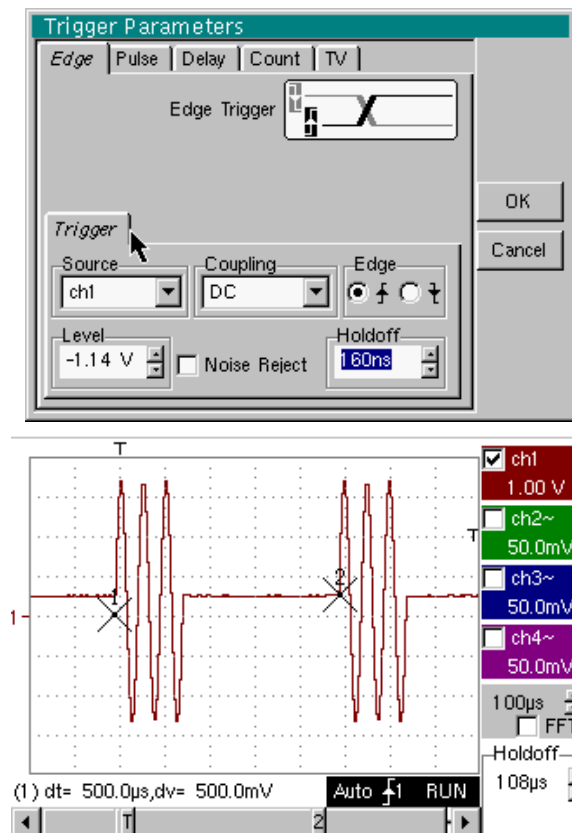 Trigger Parameters
Edge Pulse Delay Count TV
Edge Trigger
Trigger
OK
Cancel
Source Coupling Edge
ch1 DC
Level Holdoff
-1.14 V Noise Reject 160ns
T
ch1
1.00 V
ch2~
50.0mV
ch3~
50.0mV
ch4~
50.0mV
T
1 2
1
100µs
FFT
Holdoff
108µs
(1) dt= 500.0µs,dv= 500.0mV Auto 1 RUN
T 2